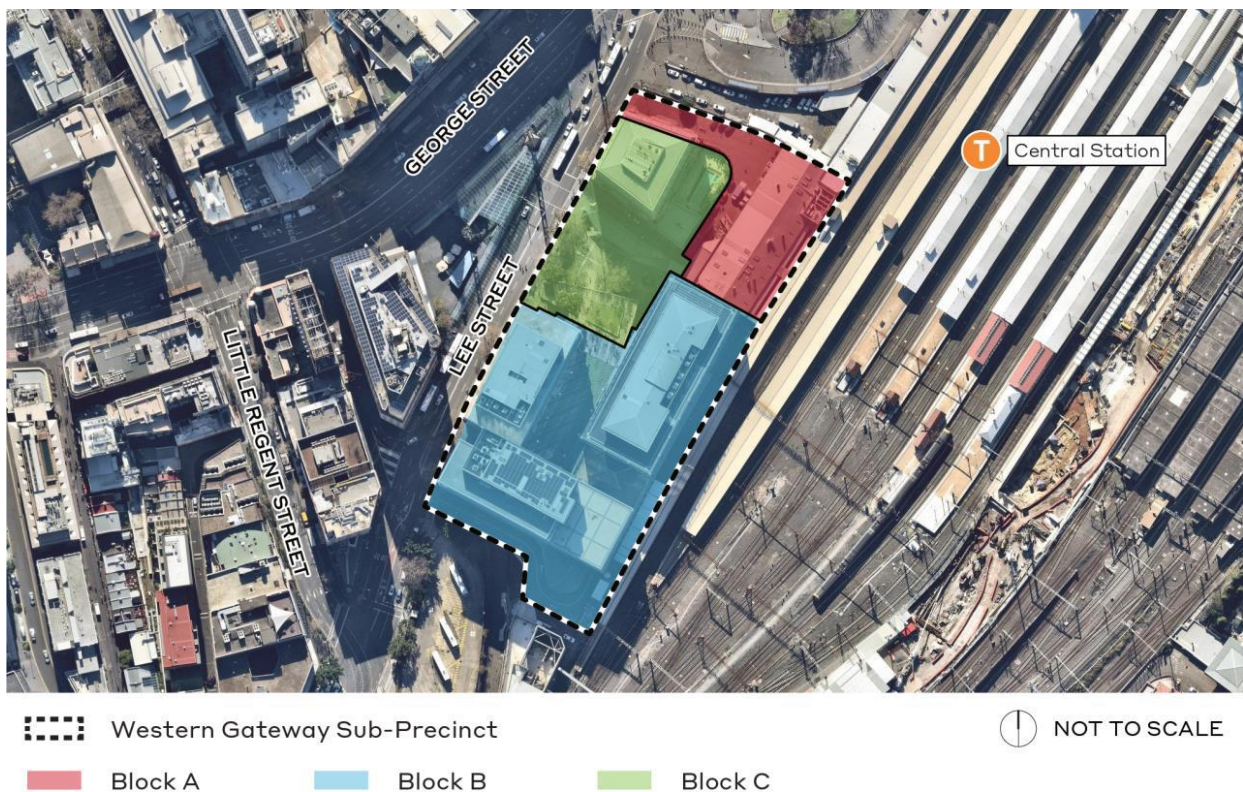 GEORGE STREET
T
Central Station
LEE STREET
LITTLE REGENT STREET
Western Gateway Sub-Precinct
NOT TO SCALE
Block A
Block B
Block C